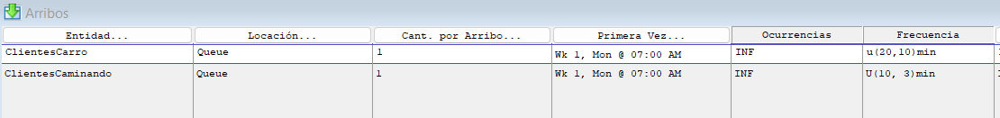 Arribos
Entidad... Locación... Cant. por Arribo... Primera Vez... Ocurrencias Frecuencia
ClientesCarro Queue 1 Wk 1, Mon @ 07:00 AM INF u(20,10)min
ClientesCaminando Queue 1 Wk 1, Mon @ 07:00 AM INF U(10, 3)min